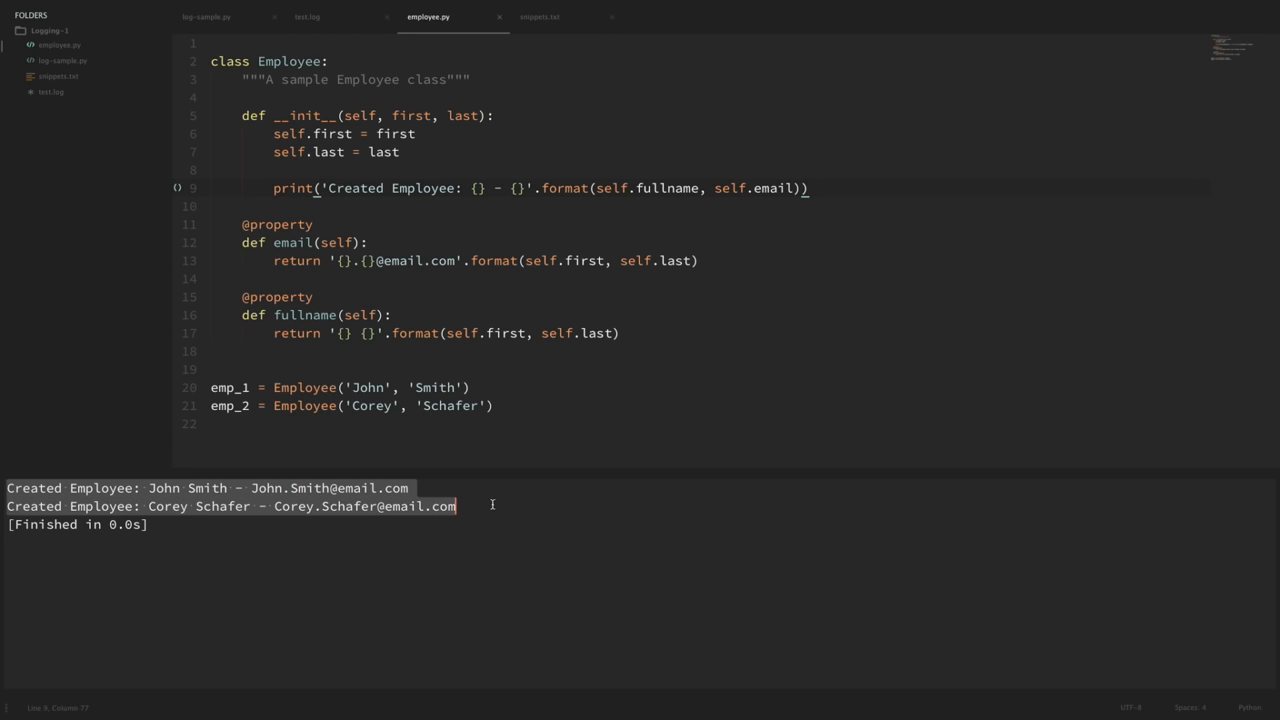 FOLDERS
Logging-1
employee.py
log-sample.py
snippets.txt
test.log
log-sample.py × test.log × employee.py × snippets.txt ×
1
2 class Employee:
3     """A sample Employee class"""
4
5     def __init__(self, first, last):
6         self.first = first
7         self.last = last
8
9         print('Created Employee: {} - {}'.format(self.fullname, self.email))
10
11     @property
12     def email(self):
13         return '{}.{}@email.com'.format(self.first, self.last)
14
15     @property
16     def fullname(self):
17         return '{} {}'.format(self.first, self.last)
18
19
20 emp_1 = Employee('John', 'Smith')
21 emp_2 = Employee('Corey', 'Schafer')
22
Created Employee: John Smith - John.Smith@email.com
Created Employee: Corey Schafer - Corey.Schafer@email.com
[Finished in 0.0s]
Line 9, Column 77 UTF-8 Spaces: 4 Python